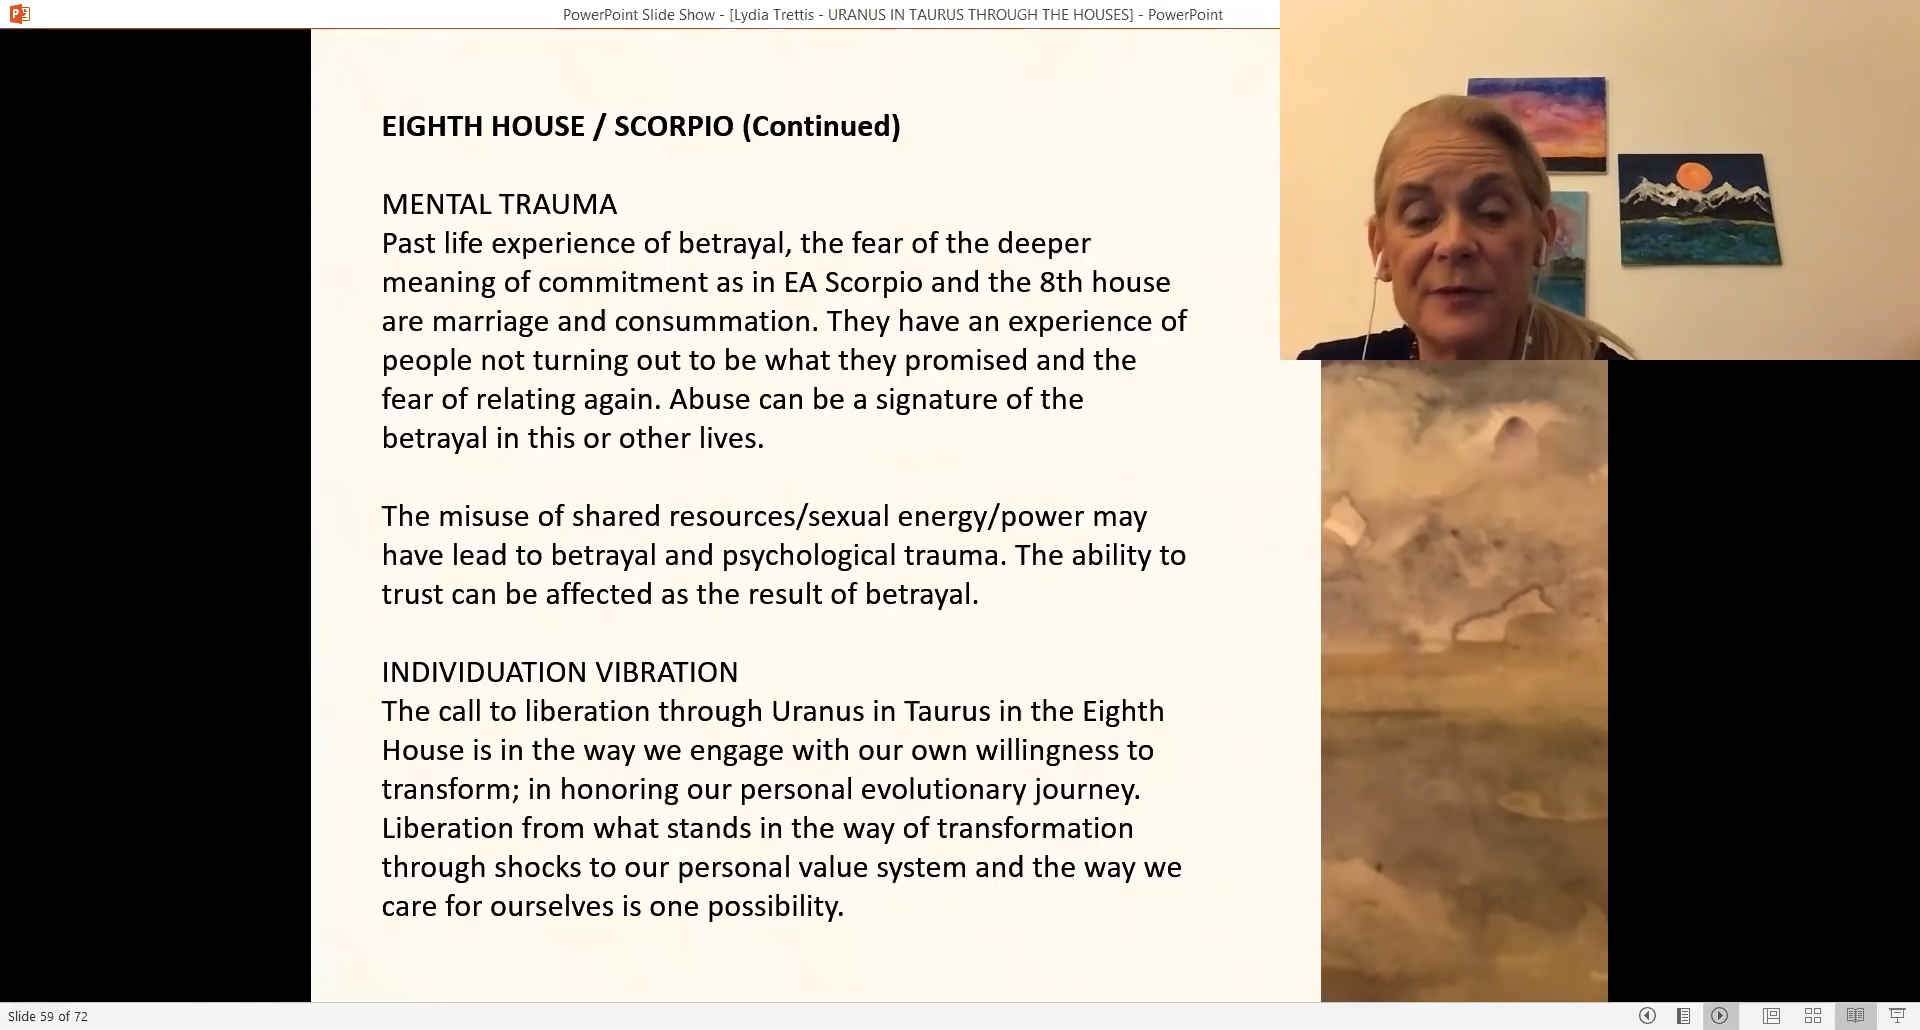 PowerPoint Slide Show - [Lydia Trettis - URANUS IN TAURUS THROUGH THE HOUSES] - PowerPoint
EIGHTH HOUSE / SCORPIO (Continued)
MENTAL TRAUMA
Past life experience of betrayal, the fear of the deeper
meaning of commitment as in EA Scorpio and the 8th house
are marriage and consummation. They have an experience of
people not turning out to be what they promised and the
fear of relating again. Abuse can be a signature of the
betrayal in this or other lives.
The misuse of shared resources/sexual energy/power may
have lead to betrayal and psychological trauma. The ability to
trust can be affected as the result of betrayal.
INDIVIDUATION VIBRATION
The call to liberation through Uranus in Taurus in the Eighth
House is in the way we engage with our own willingness to
transform; in honoring our personal evolutionary journey.
Liberation from what stands in the way of transformation
through shocks to our personal value system and the way we
care for ourselves is one possibility.
Slide 59 of 72